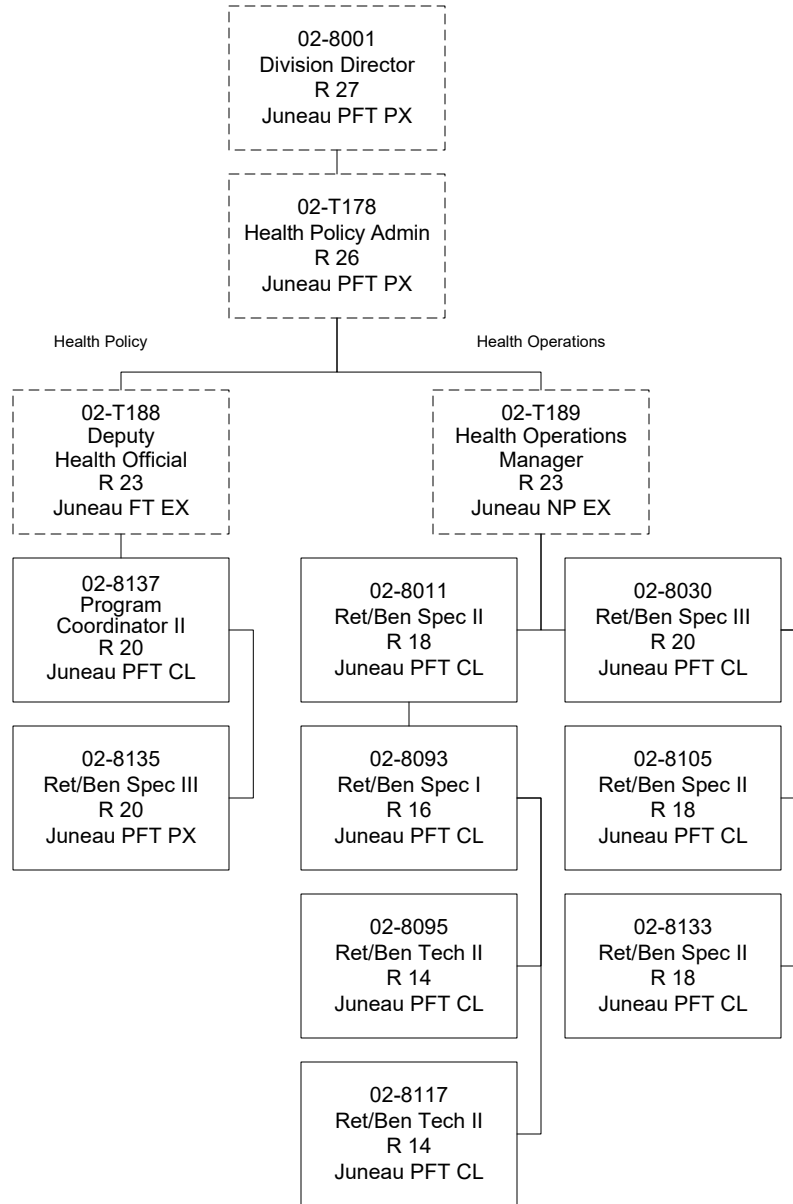 02-8001
Division Director
R 27
Juneau PFT PX
02-T178
Health Policy Admin
R 26
Juneau PFT PX
Health Policy
Health Operations
02-T188
Deputy
Health Official
R 23
Juneau FT EX
02-T189
Health Operations
Manager
R 23
Juneau NP EX
02-8137
Program
Coordinator II
R 20
Juneau PFT CL
02-8011
Ret/Ben Spec II
R 18
Juneau PFT CL
02-8030
Ret/Ben Spec III
R 20
Juneau PFT CL
02-8135
Ret/Ben Spec III
R 20
Juneau PFT PX
02-8093
Ret/Ben Spec I
R 16
Juneau PFT CL
02-8105
Ret/Ben Spec II
R 18
Juneau PFT CL
02-8095
Ret/Ben Tech II
R 14
Juneau PFT CL
02-8133
Ret/Ben Spec II
R 18
Juneau PFT CL
02-8117
Ret/Ben Tech II
R 14
Juneau PFT CL